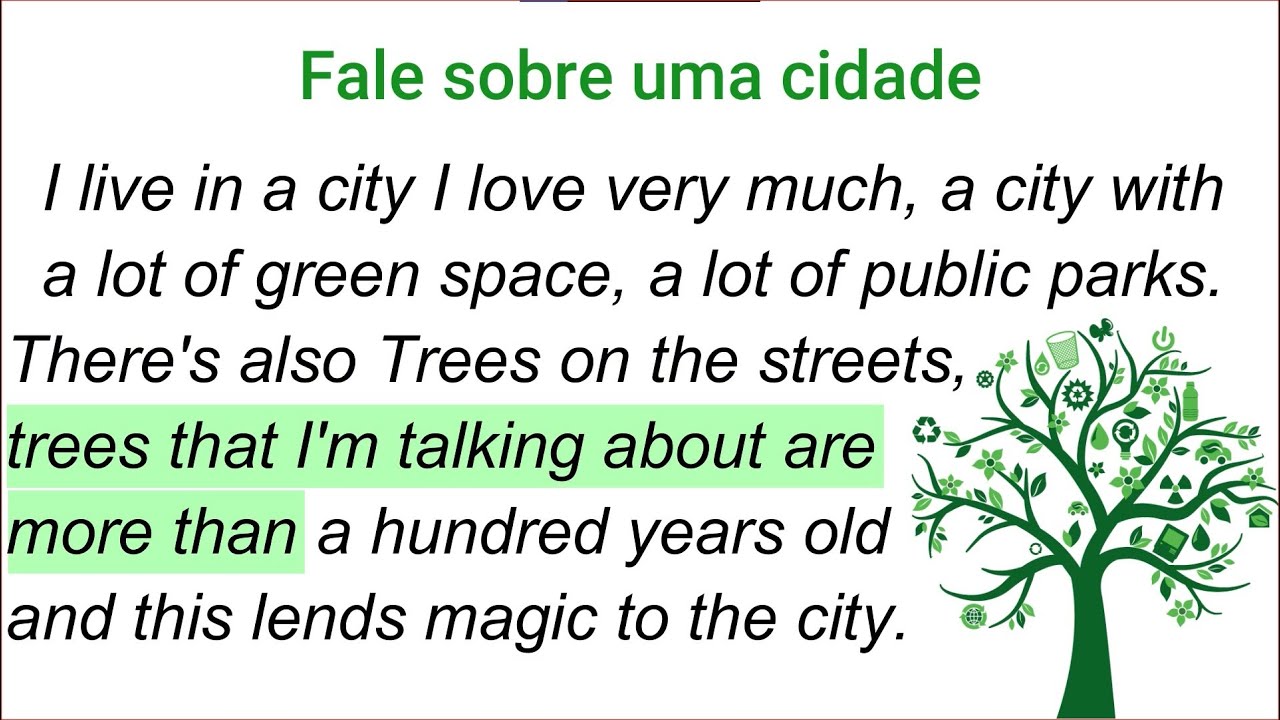 Fale sobre uma cidade
I live in a city I love very much, a city with
a lot of green space, a lot of public parks.
There's also Trees on the streets,
trees that I'm talking about are
more than a hundred years old
and this lends magic to the city.